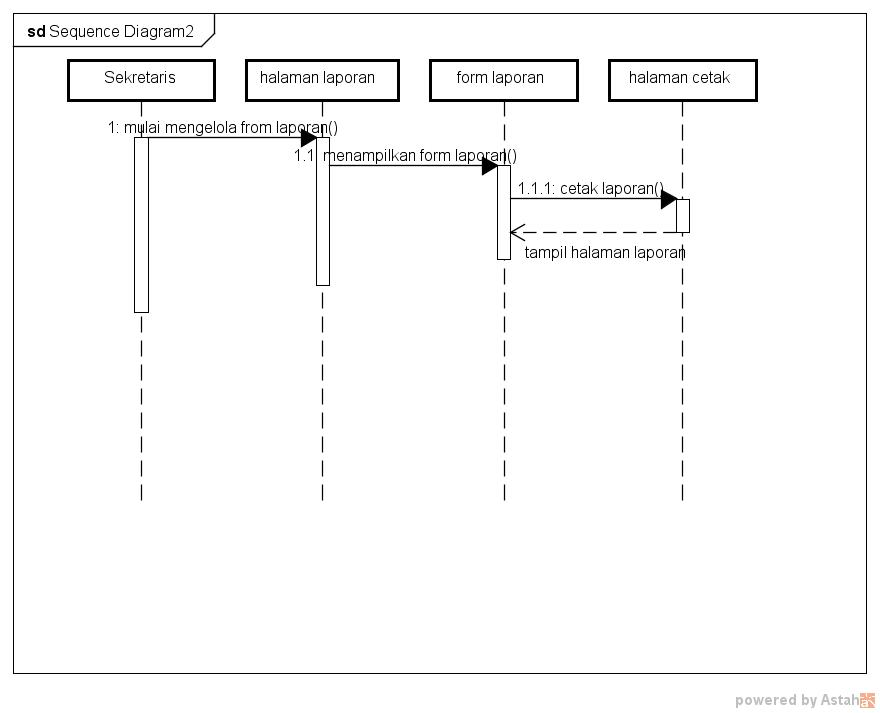 sd Sequence Diagram2
Sekretaris
halaman laporan
form laporan
halaman cetak
1: mulai mengelola from laporan()
1.1: menampilkan form laporan()
1.1.1: cetak laporan()
tampil halaman laporan
powered by Astah